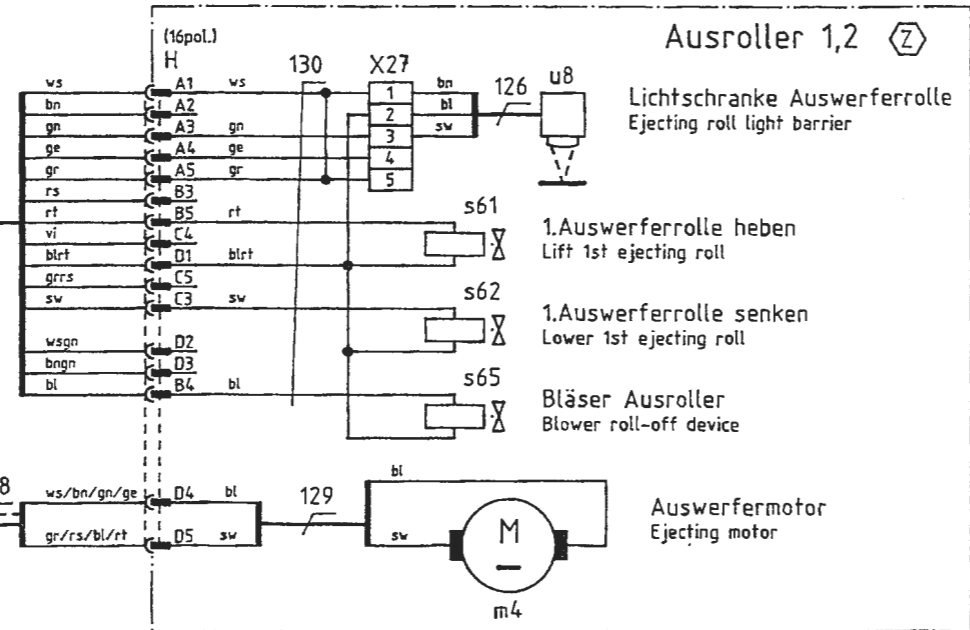 Ausroller 1,2 Z
(16pol.)
H
130 X27
u8
126
Lichtschranke Auswerferrolle
Ejecting roll light barrier
ws A1 ws 1 bn
bn A2 2 bl
gn A3 gn 3 sw
ge A4 ge 4
gr A5 gr 5
rs B3
rt B5 rt
s61
1.Auswerferrolle heben
Lift 1st ejecting roll
vi C4
blrt D1 blrt
grrs C5
sw C3 sw
s62
1.Auswerferrolle senken
Lower 1st ejecting roll
wsgn D2
bngn D3
bl B4 bl
s65
Bläser Ausroller
Blower roll-off device
8
ws/bn/gn/ge D4 bl
129
bl
gr/rs/bl/rt D5 sw
sw
M
m4
Auswerfermotor
Ejecting motor